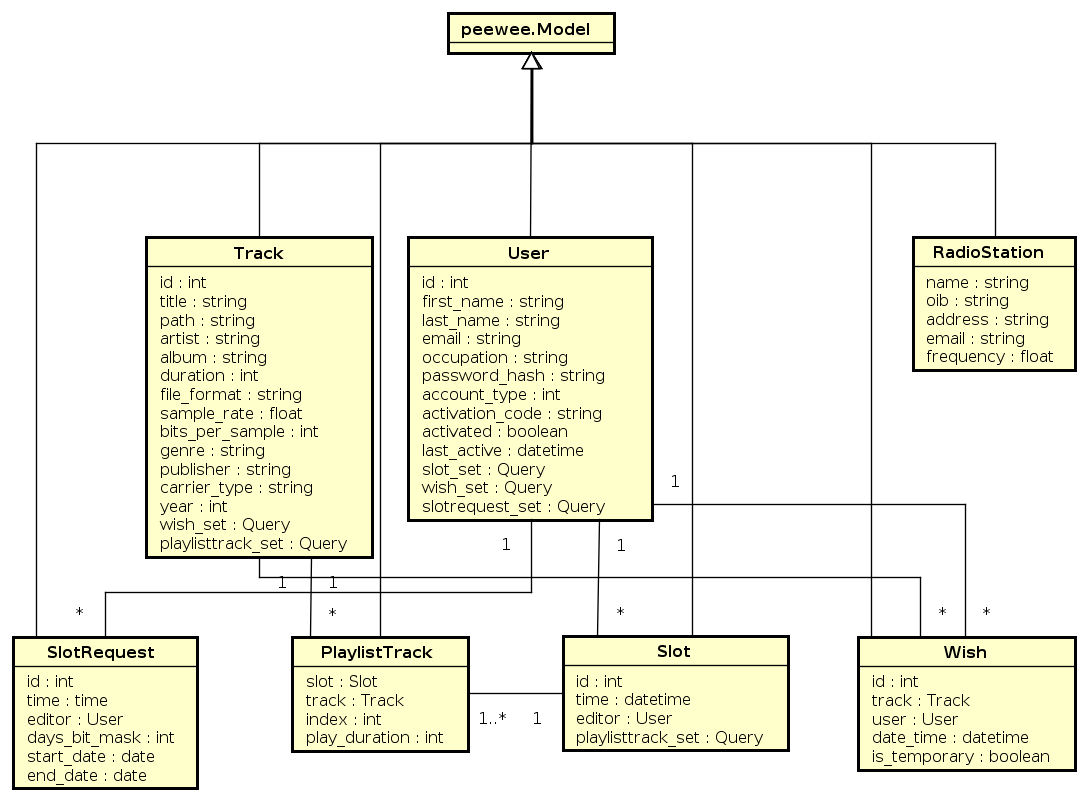 peewee.Model
Track
id : int
title : string
path : string
artist : string
album : string
duration : int
file_format : string
sample_rate : float
bits_per_sample : int
genre : string
publisher : string
carrier_type : string
year : int
wish_set : Query
playlisttrack_set : Query
User
id : int
first_name : string
last_name : string
email : string
occupation : string
password_hash : string
account_type : int
activation_code : string
activated : boolean
last_active : datetime
slot_set : Query
wish_set : Query
slotrequest_set : Query
RadioStation
name : string
oib : string
address : string
email : string
frequency : float
1
1
1
1
1
*
*
*
*
*
SlotRequest
id : int
time : time
editor : User
days_bit_mask : int
start_date : date
end_date : date
PlaylistTrack
slot : Slot
track : Track
index : int
play_duration : int
1..*
1
Slot
id : int
time : datetime
editor : User
playlisttrack_set : Query
Wish
id : int
track : Track
user : User
date_time : datetime
is_temporary : boolean